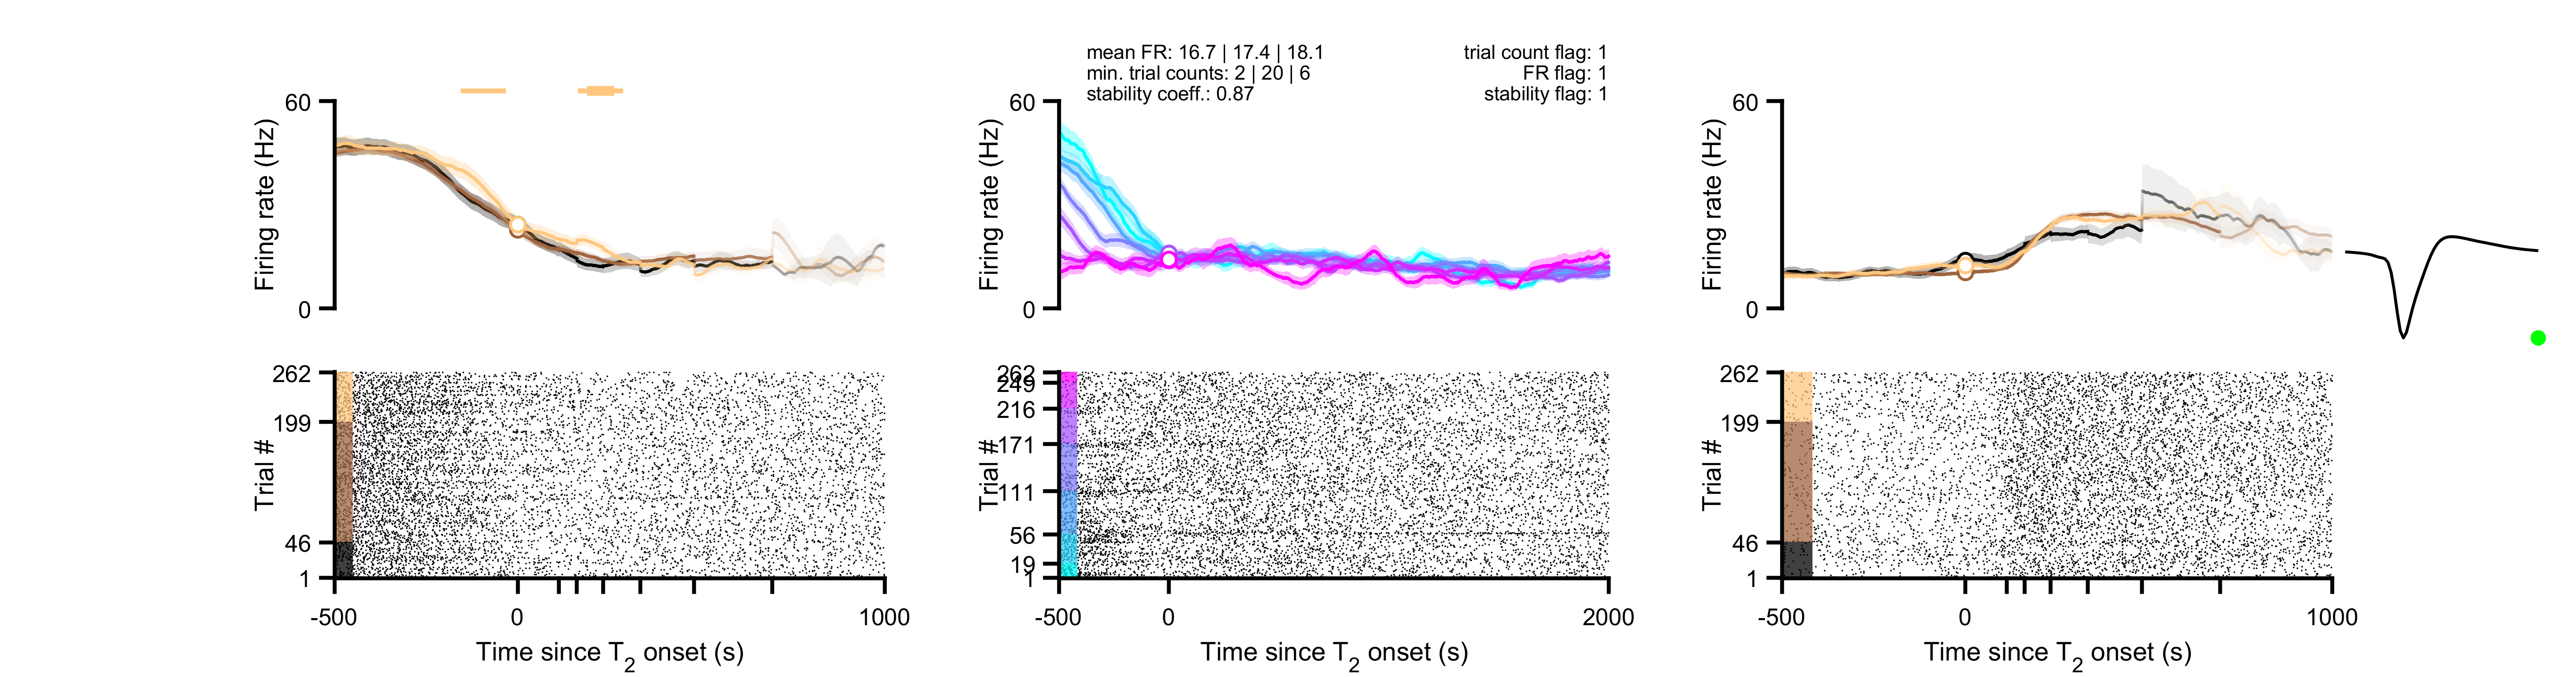 mean FR: 16.7 | 17.4 | 18.1
min. trial counts: 2 | 20 | 6
stability coeff.: 0.87
trial count flag: 1
FR flag: 1
stability flag: 1
60
Firing rate (Hz)
0
262
199
Trial #
46
1
-500
0
1000
Time since T2 onset (s)
60
Firing rate (Hz)
0
262
249
216
171
Trial #
111
56
19
1
-500
0
2000
Time since T2 onset (s)
60
Firing rate (Hz)
0
262
199
Trial #
46
1
-500
0
1000
Time since T2 onset (s)